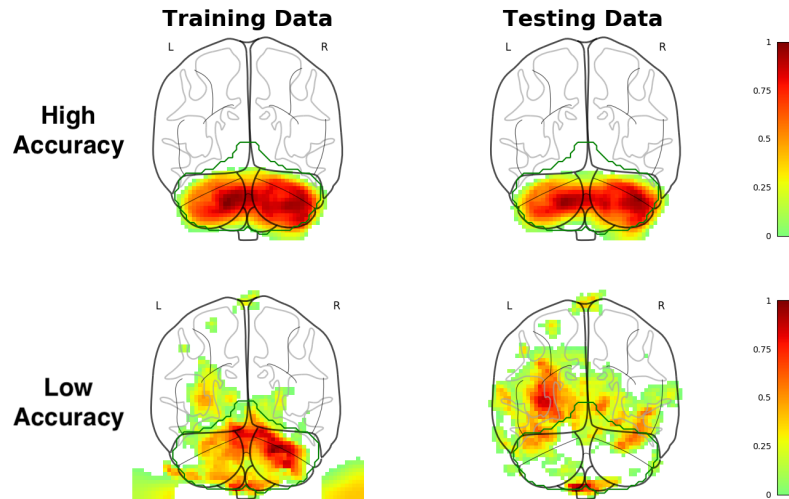 Training Data
Testing Data
L
R
L
R
High
Accuracy
1
0.75
0.5
0.25
0
L
R
L
R
Low
Accuracy
1
0.75
0.5
0.25
0